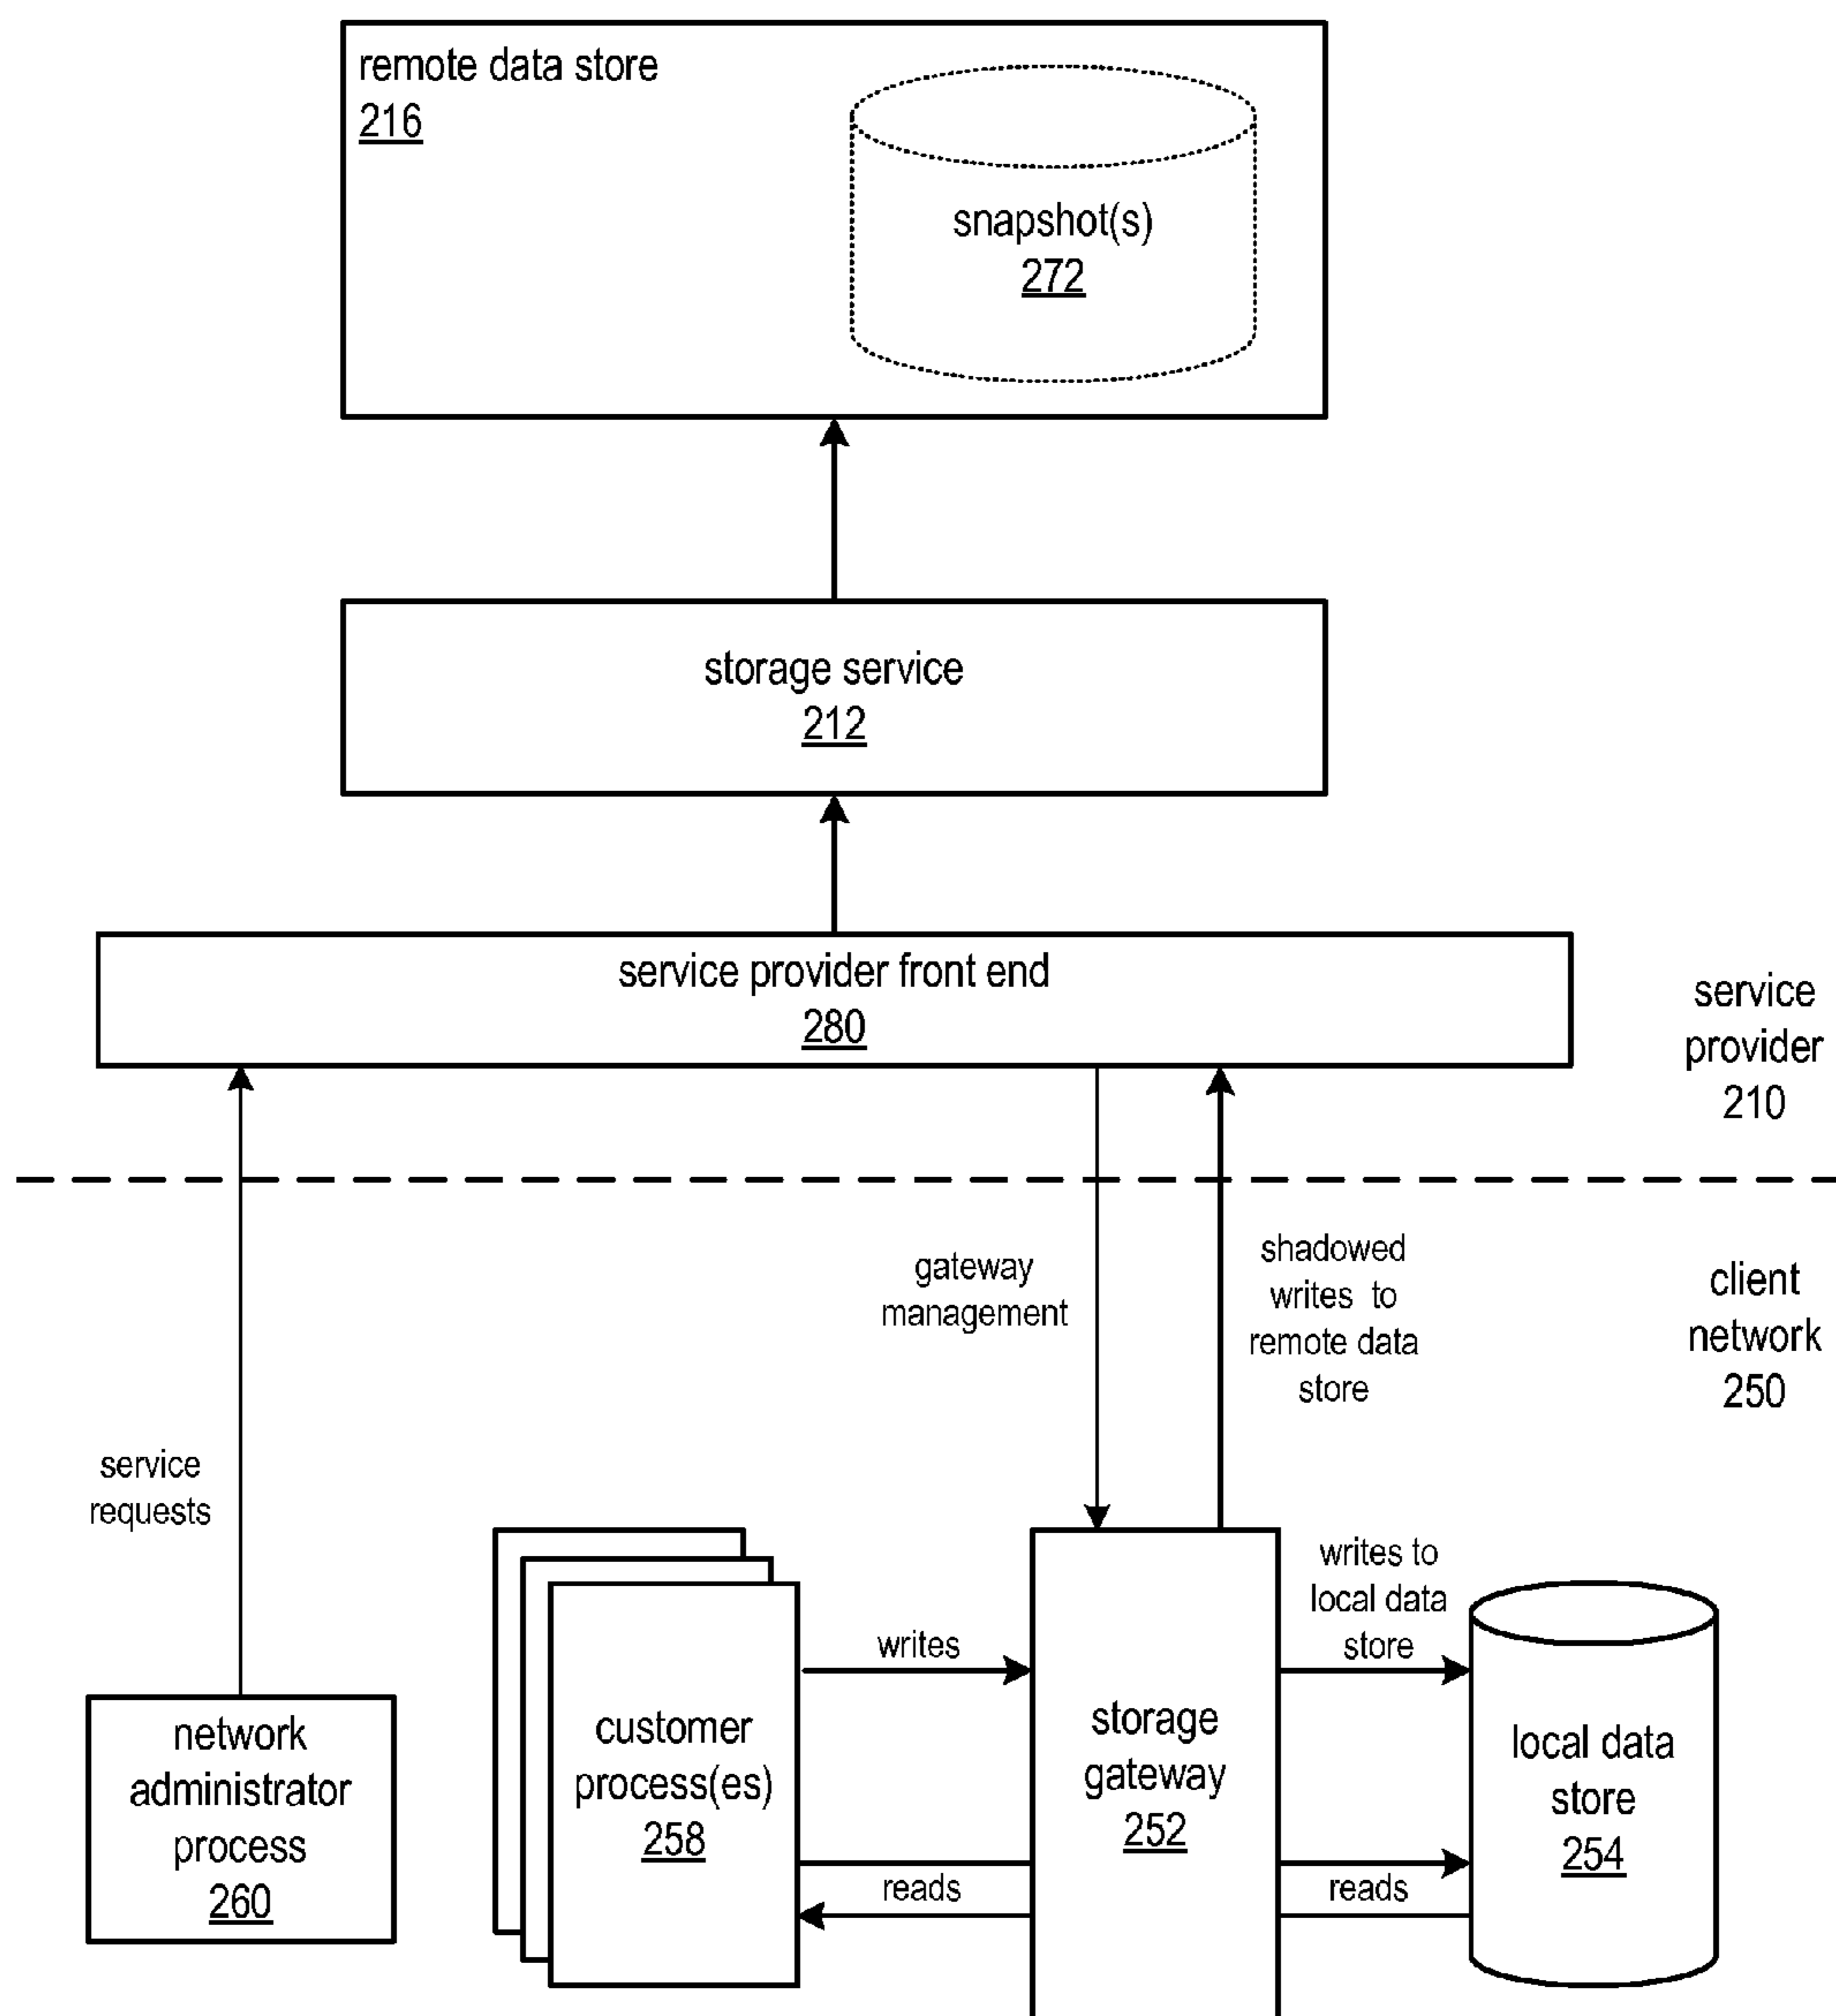 remote data store
216
snapshot(s)
272
storage service
212
service provider front end
280
service
provider
210
gateway
management
shadowed
writes to
remote data
store
client
network
250
service
requests
writes to
local data
store
writes
network
administrator
process
260
customer
process(es)
258
storage
gateway
252
local data
store
254
reads
reads